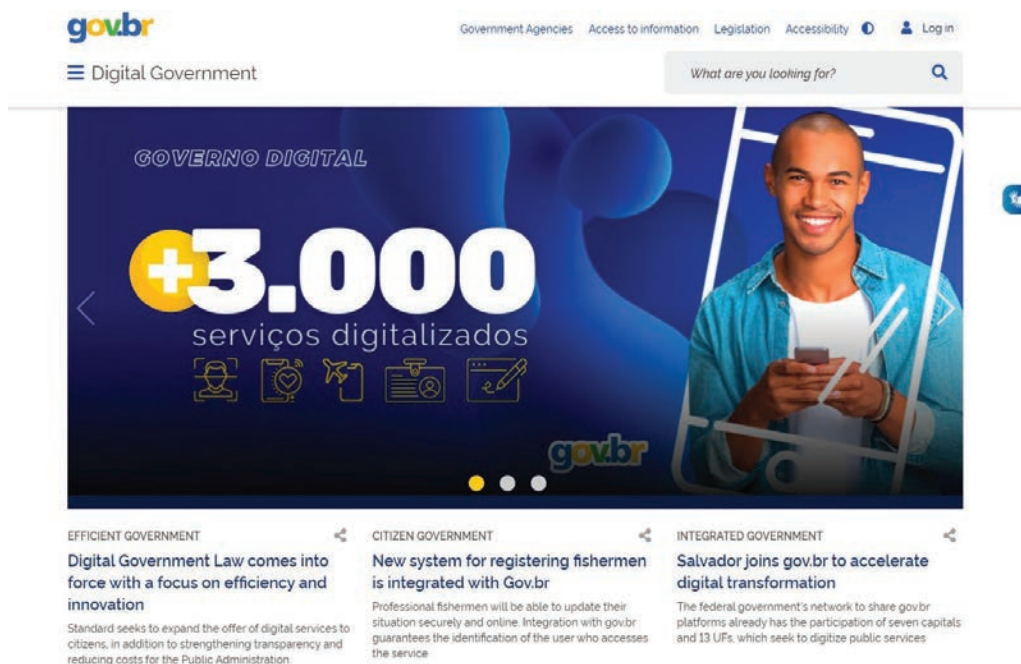 gov.br
Government Agencies Access to information Legislation Accessibility Log in
Digital Government
What are you looking for?
GOVERNO DIGITAL
+3.000
serviços digitalizados
gov.br
EFFICIENT GOVERNMENT
Digital Government Law comes into
force with a focus on efficiency and
innovation
Standard seeks to expand the offer of digital services to
citizens, in addition to strengthening transparency and
reducing costs for the Public Administration.
CITIZEN GOVERNMENT
New system for registering fishermen
is integrated with Gov.br
Professional fishermen will be able to update their
situation securely and online. Integration with gov.br
guarantees the identification of the user who accesses
the service
INTEGRATED GOVERNMENT
Salvador joins gov.br to accelerate
digital transformation
The federal government's network to share gov.br
platforms already has the participation of seven capitals
and 13 UFs, which seek to digitize public services